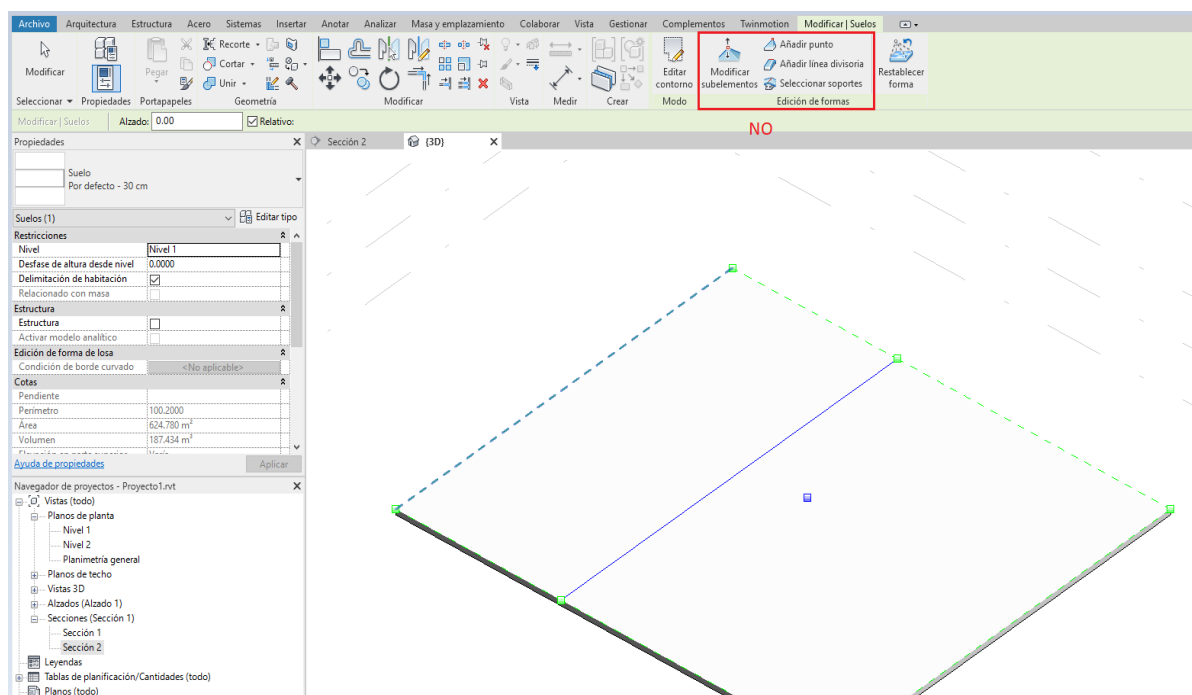 Archivo Arquitectura Estructura Acero Sistemas Insertar Anotar Analizar Masa y emplazamiento Colaborar Vista Gestionar Complementos Twinmotion Modificar | Suelos
Modificar
Pegar
Recorte
Cortar
Unir
Editar contorno
Modificar subelementos
Añadir punto
Añadir línea divisoria
Seleccionar soportes
Restablecer forma
Seleccionar Propiedades Portapapeles Geometría Modificar Vista Medir Crear Modo Edición de formas
Modificar | Suelos Alzado: 0.00 Relativo:
NO
Propiedades
Sección 2 {3D}
Suelo
Por defecto - 30 cm
Suelos (1) Editar tipo
Restricciones
Nivel Nivel 1
Desfase de altura desde nivel 0.0000
Delimitación de habitación
Relacionado con masa
Estructura
Estructura
Activar modelo analítico
Edición de forma de losa
Condición de borde curvado <No aplicable>
Cotas
Pendiente
Perímetro 100.2000
Área 624.780 m²
Volumen 187.434 m³
Ayuda de propiedades Aplicar
Navegador de proyectos - Proyecto1.rvt
Vistas (todo)
Planos de planta
Nivel 1
Nivel 2
Planimetría general
Planos de techo
Vistas 3D
Alzados (Alzado 1)
Secciones (Sección 1)
Sección 1
Sección 2
Leyendas
Tablas de planificación/Cantidades (todo)
Planos (todo)